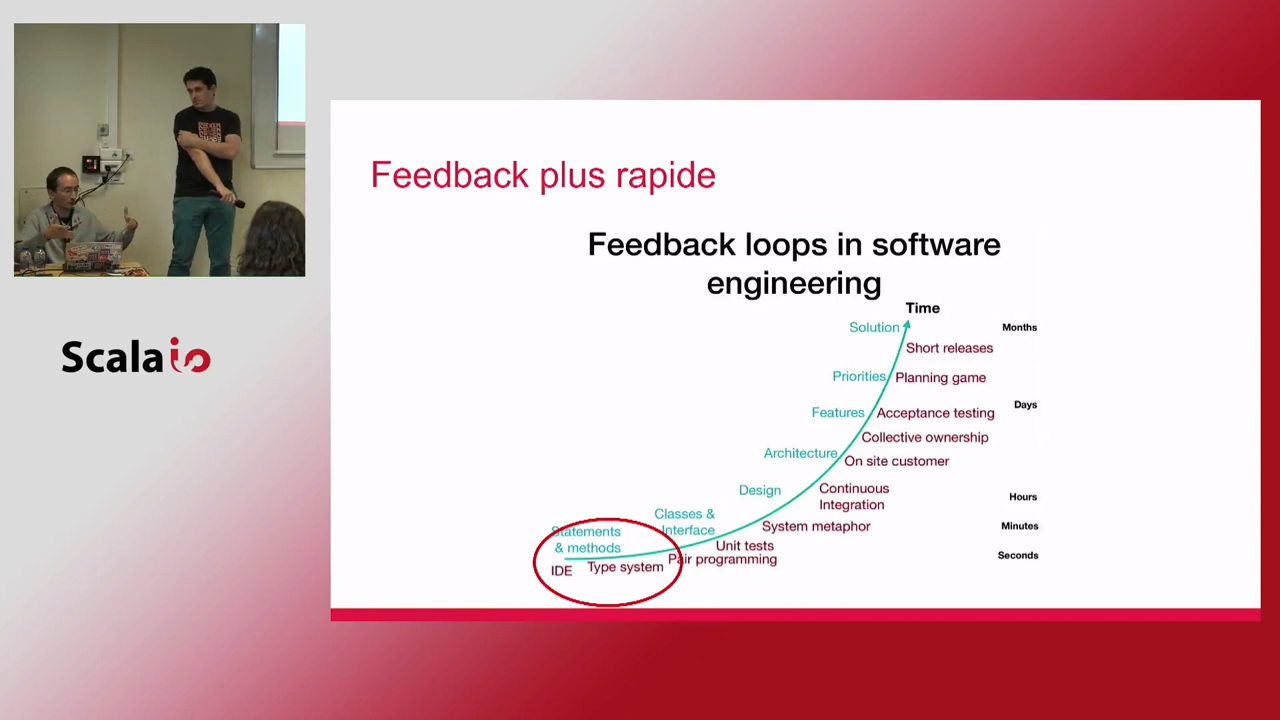 Scala io
Feedback plus rapide
Feedback loops in software
engineering
Time
Solution
Months
Short releases
Priorities
Planning game
Features
Acceptance testing
Days
Collective ownership
Architecture
On site customer
Design
Continuous
Integration
Hours
Classes &
Interface
System metaphor
Minutes
Statements
& methods
Unit tests
Pair programming
Seconds
IDE
Type system